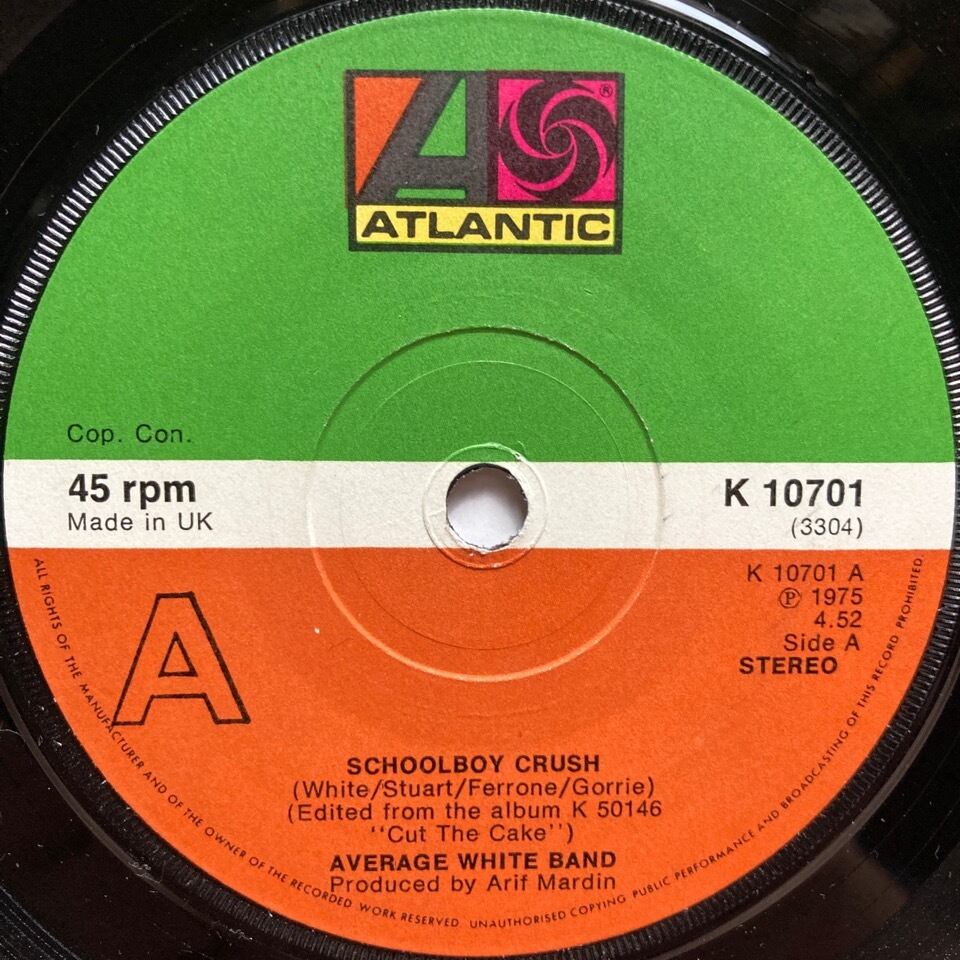 A
®
ATLANTIC
Cop. Con.
45 rpm
Made in UK
K 10701
(3304)
K 10701 A
℗ 1975
4.52
Side A
STEREO
A
SCHOOLBOY CRUSH
(White/Stuart/Ferrone/Gorrie)
(Edited from the album K 50146
"Cut The Cake")
AVERAGE WHITE BAND
Produced by Arif Mardin
ALL RIGHTS OF THE MANUFACTURER AND OF THE OWNER OF THE RECORDED WORK RESERVED. UNAUTHORISED COPYING PUBLIC PERFORMANCE AND BROADCASTING OF THIS RECORD PROHIBITED.